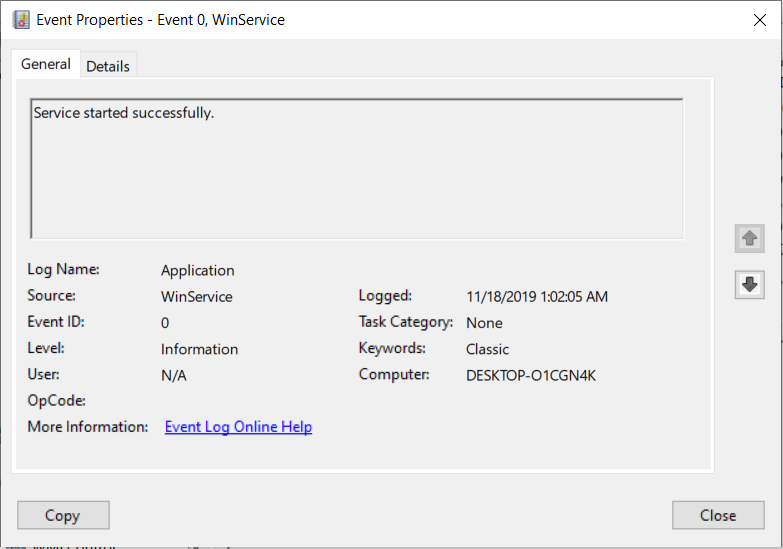 Event Properties - Event 0, WinService
General Details
Service started successfully.
Log Name: Application
Source: WinService Logged: 11/18/2019 1:02:05 AM
Event ID: 0 Task Category: None
Level: Information Keywords: Classic
User: N/A Computer: DESKTOP-O1CGN4K
OpCode:
More Information: Event Log Online Help
Copy Close